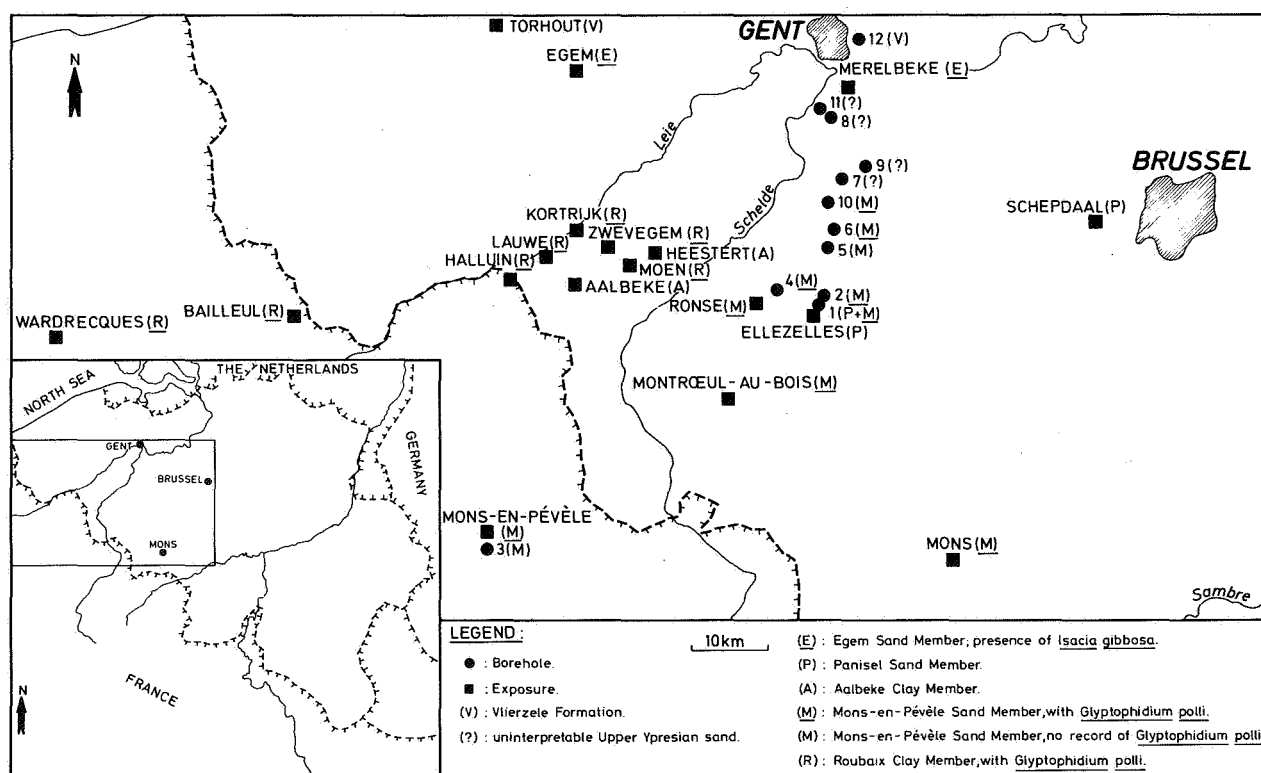 TORHOUT (V)
EGEM (E)
GENT
12 (V)
MERELBEKE (E)
N
11 (?)
8 (?)
Leie
BRUSSEL
9 (?)
7 (?)
Schelde
10 (M)
SCHEPDAAL (P)
KORTRIJK (R)
ZWEVEGEM (R)
6 (M)
LAUWE (R)
HEESTERT (A)
5 (M)
HALLUIN (R)
MOEN (R)
AALBEKE (A)
4 (M)
2 (M)
RONSE (M)
1 (P+M)
BAILLEUL (R)
WARDRECQUES (R)
ELLEZELLES (P)
MONTRŒUL-AU-BOIS (M)
THE NETHERLANDS
NORTH SEA
GENT
GERMANY
BRUSSEL
MONS
FRANCE
N
MONS-EN-PÉVÈLE
(M)
3 (M)
MONS (M)
Sambre
LEGEND :
10km
● : Borehole.
■ : Exposure.
(V) : Vlierzele Formation.
(?) : uninterpretable Upper Ypresian sand.
(E) : Egem Sand Member; presence of Isacia gibbosa.
(P) : Panisel Sand Member.
(A) : Aalbeke Clay Member.
(M) : Mons-en-Pévèle Sand Member, with Glyptophidium polli.
(M) : Mons-en-Pévèle Sand Member, no record of Glyptophidium polli
(R) : Roubaix Clay Member, with Glyptophidium polli.